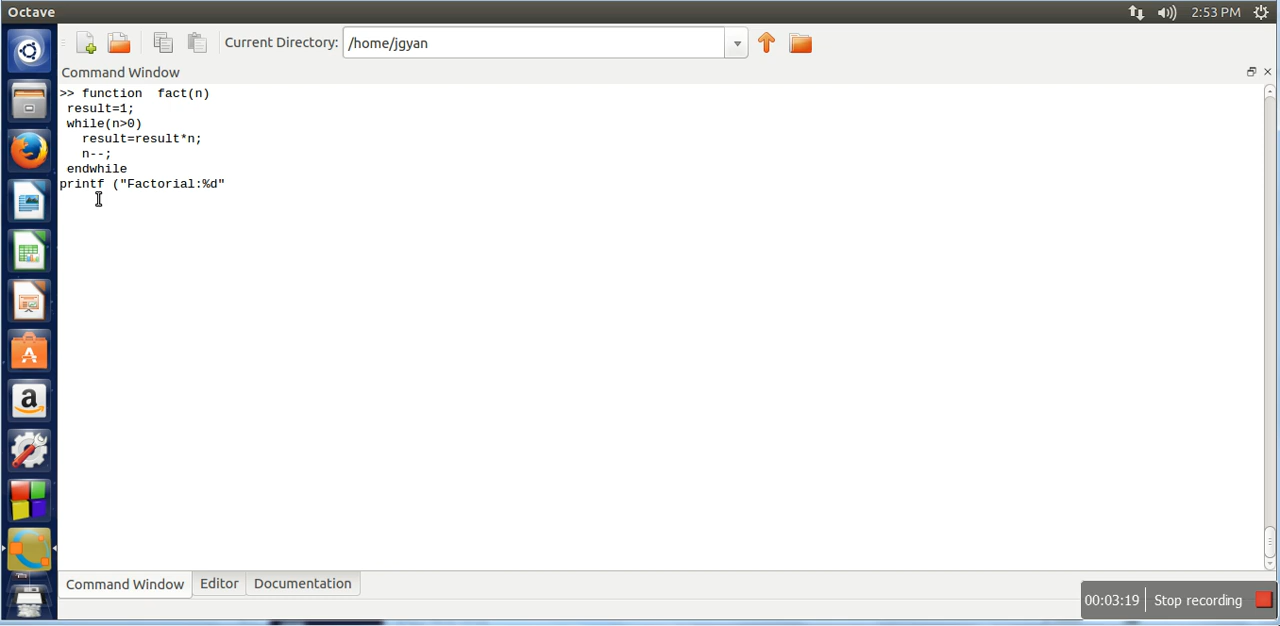 Octave
2:53 PM
Current Directory: /home/jgyan
Command Window
>> function  fact(n)
 result=1;
 while(n>0)
   result=result*n;
   n--;
 endwhile
printf ("Factorial:%d"
Command Window Editor Documentation
00:03:19 Stop recording